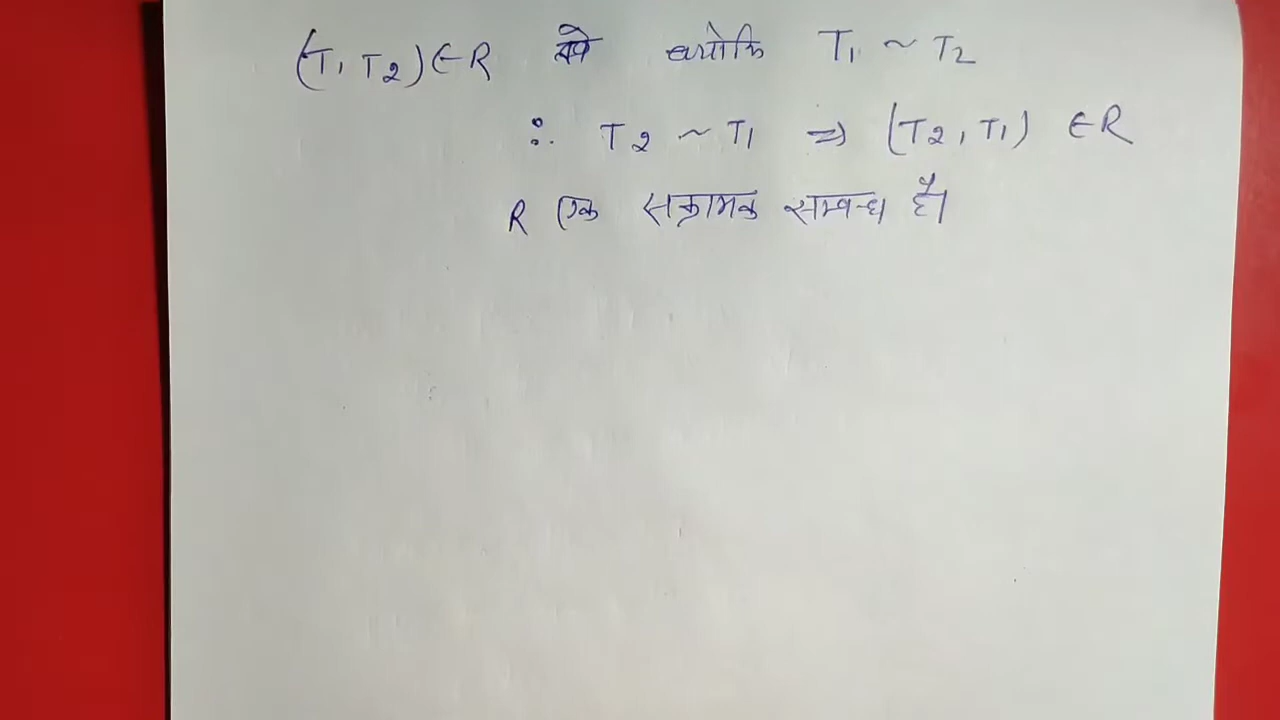 (T1 T2) ∈ R क्योकि T1 ~ T2
∴ T2 ~ T1 ⇒ (T2, T1) ∈ R
R एक सक्रामक सम्बन्ध है।